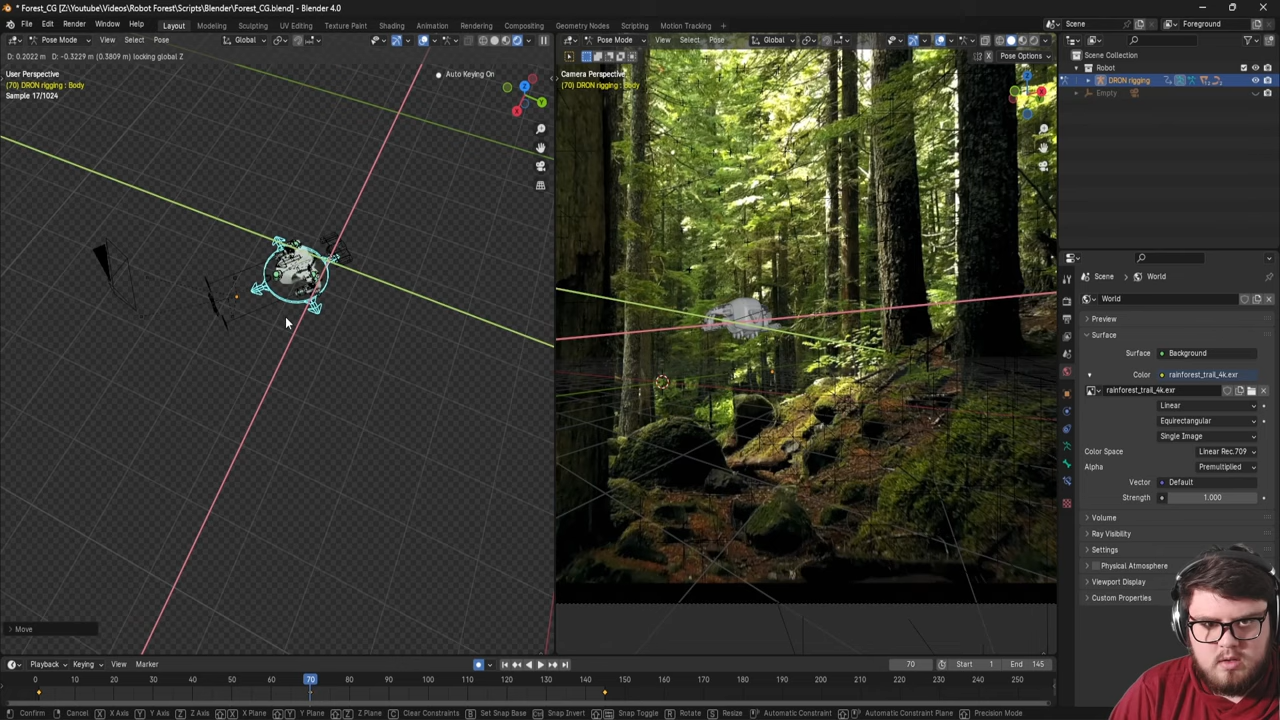 * Forest_CG [Z:\Youtube\Videos\Robot Forest\Scripts\Blender\Forest_CG.blend] - Blender 4.0
File Edit Render Window Help Layout Modeling Sculpting UV Editing Texture Paint Shading Animation Rendering Compositing Geometry Nodes Scripting Motion Tracking Scene Foreground
Pose Mode View Select Pose Global Pose Mode View Select Pose Global
D: 0.2022 m D: -0.3229 m (0.3809 m) locking global Z
Pose Options
Scene Collection
Robot
DRON rigging
Empty
User Perspective
(70) DRON rigging : Body
Sample 17/1024
Auto Keying On
Camera Perspective
(70) DRON rigging : Body
Scene World
World
Preview
Surface
Surface Background
Color rainforest_trail_4k.exr
rainforest_trail_4k.exr
Linear
Equirectangular
Single Image
Color Space Linear Rec.709
Alpha Premultiplied
Vector Default
Strength 1.000
Volume
Ray Visibility
Settings
Physical Atmosphere
Viewport Display
Custom Properties
Move
Playback Keying View Marker 70 Start 1 End 145
0 10 20 30 40 50 60 70 80 90 100 110 120 130 140 150 160 170 180 190 200 210 220 230 240 250
Confirm Cancel X X Axis Y Y Axis Z Z Axis X X Plane Y Y Plane Z Z Plane C Clear Constraints B Set Snap Base Snap Invert Snap Toggle R Rotate S Resize Automatic Constraint Automatic Constraint Plane Precision Mode